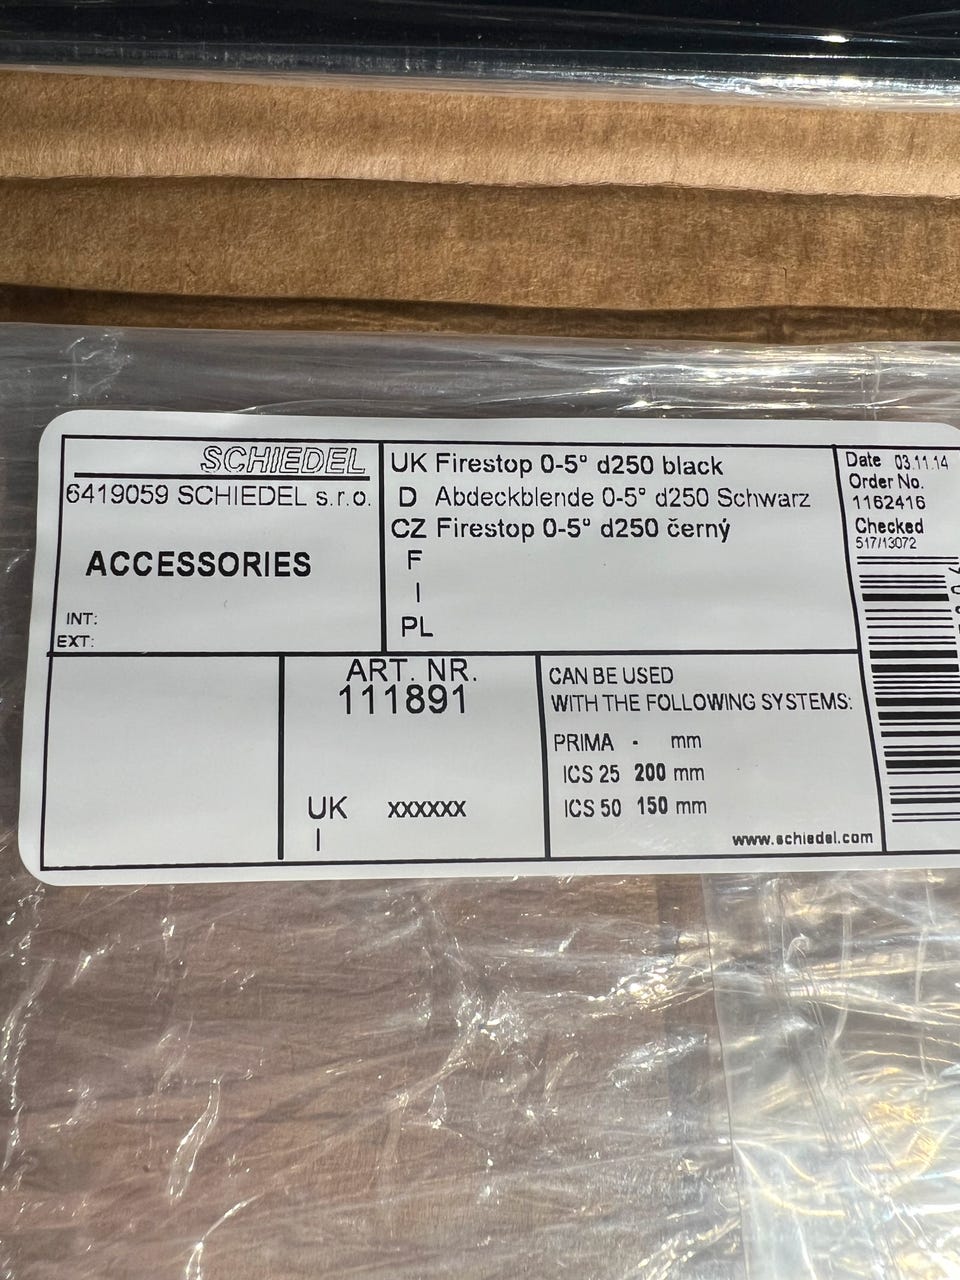 SCHIEDEL
6419059 SCHIEDEL s.r.o.
ACCESSORIES
INT:
EXT:
UK Firestop 0-5° d250 black
D Abdeckblende 0-5° d250 Schwarz
CZ Firestop 0-5° d250 černý
F
I
PL
Date 03.11.14
Order No.
1162416
Checked
517/13072
ART. NR.
111891
UK xxxxxx
I
CAN BE USED
WITH THE FOLLOWING SYSTEMS:
PRIMA - mm
ICS 25 200 mm
ICS 50 150 mm
www.schiedel.com